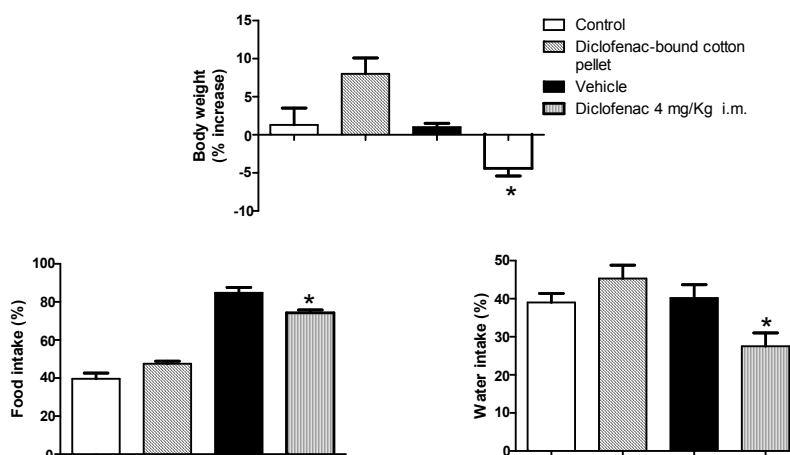 Control
Diclofenac-bound cotton
pellet
Vehicle
Diclofenac 4 mg/Kg i.m.
Body weight
(% increase)
15
10
5
0
-5
-10
*
Food intake (%)
100
80
60
40
20
0
*
Water intake (%)
50
40
30
20
10
0
*